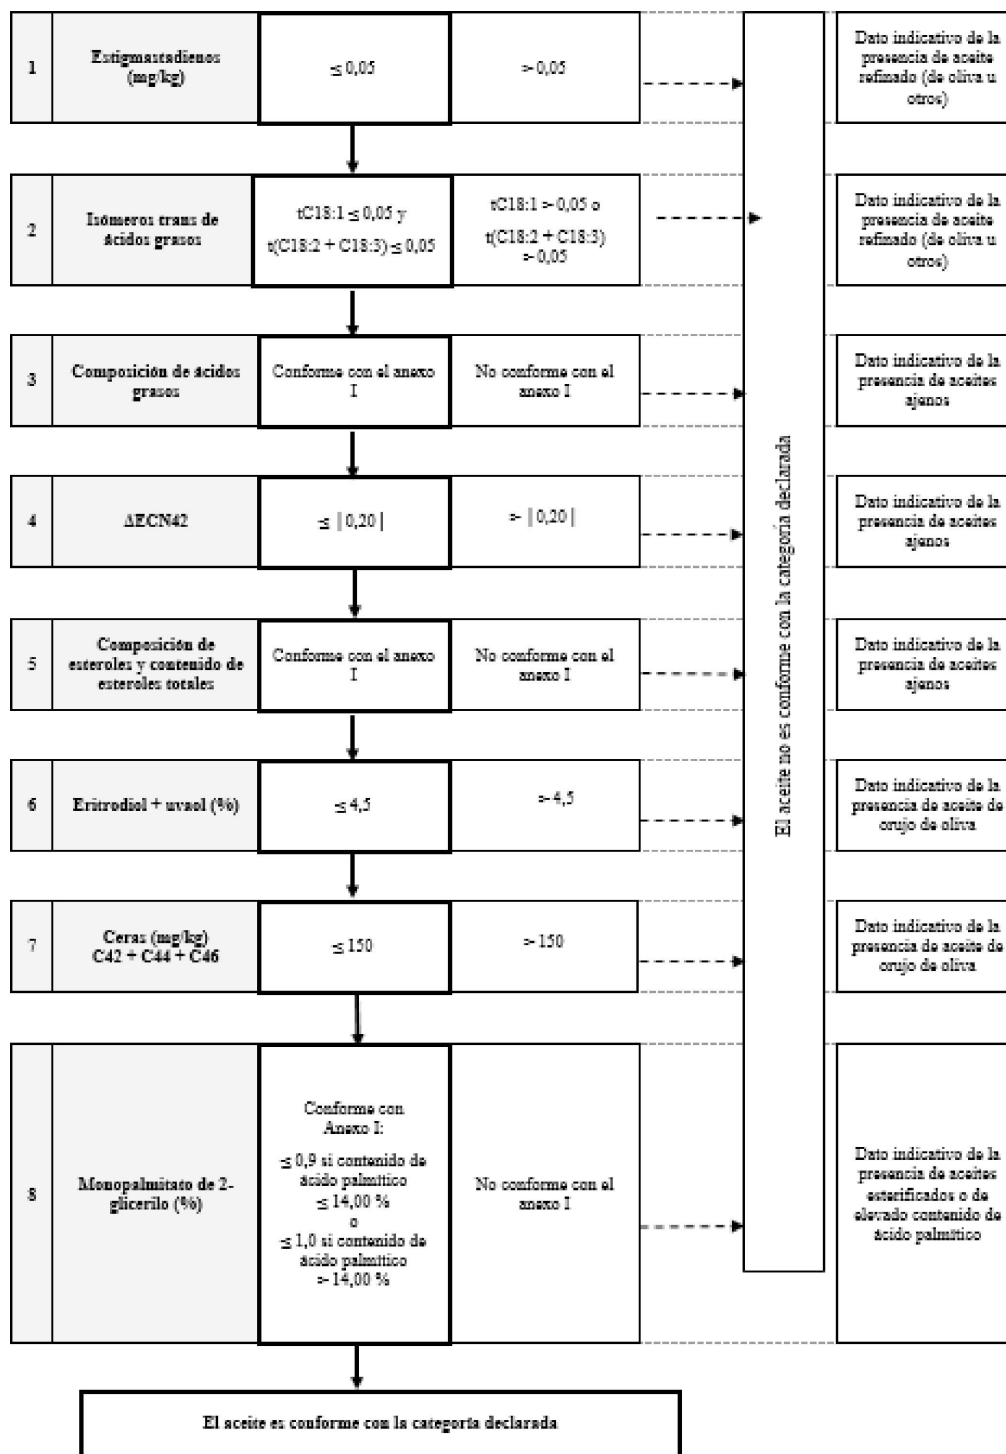 1
Estigmastadienos
(mg/kg)
≤ 0,05
> 0,05
Dato indicativo de la
presencia de aceite
refinado (de oliva u
otros)
2
Isómeros trans de
ácidos grasos
tC18:1 ≤ 0,05 y
t(C18:2 + C18:3) ≤ 0,05
tC18:1 > 0,05 o
t(C18:2 + C18:3)
> 0,05
Dato indicativo de la
presencia de aceite
refinado (de oliva u
otros)
3
Composición de ácidos
grasos
Conforme con el anexo
I
No conforme con el
anexo I
Dato indicativo de la
presencia de aceites
ajenos
4
ΔECN42
≤ | 0,20 |
> | 0,20 |
Dato indicativo de la
presencia de aceites
ajenos
El aceite no es conforme con la categoría declarada
5
Composición de
esteroles y contenido de
esteroles totales
Conforme con el anexo
I
No conforme con el
anexo I
Dato indicativo de la
presencia de aceites
ajenos
6
Eritrodiol + uvaol (%)
≤ 4,5
> 4,5
Dato indicativo de la
presencia de aceite de
orujo de oliva
7
Ceras (mg/kg)
C42 + C44 + C46
≤ 150
> 150
Dato indicativo de la
presencia de aceite de
orujo de oliva
8
Monopalmitato de 2-
glicerilo (%)
Conforme con
Anexo I:
≤ 0,9 si contenido de
ácido palmítico
≤ 14,00 %
o
≤ 1,0 si contenido de
ácido palmítico
> 14,00 %
No conforme con el
anexo I
Dato indicativo de la
presencia de aceites
esterificados o de
elevado contenido de
ácido palmítico
El aceite es conforme con la categoría declarada